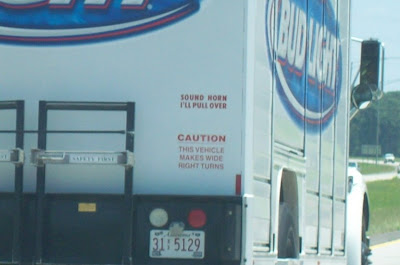 BUD LIGHT
SOUND HORN
I'LL PULL OVER
CAUTION
THIS VEHICLE
MAKES WIDE
RIGHT TURNS
SAFETY FIRST
31 5129